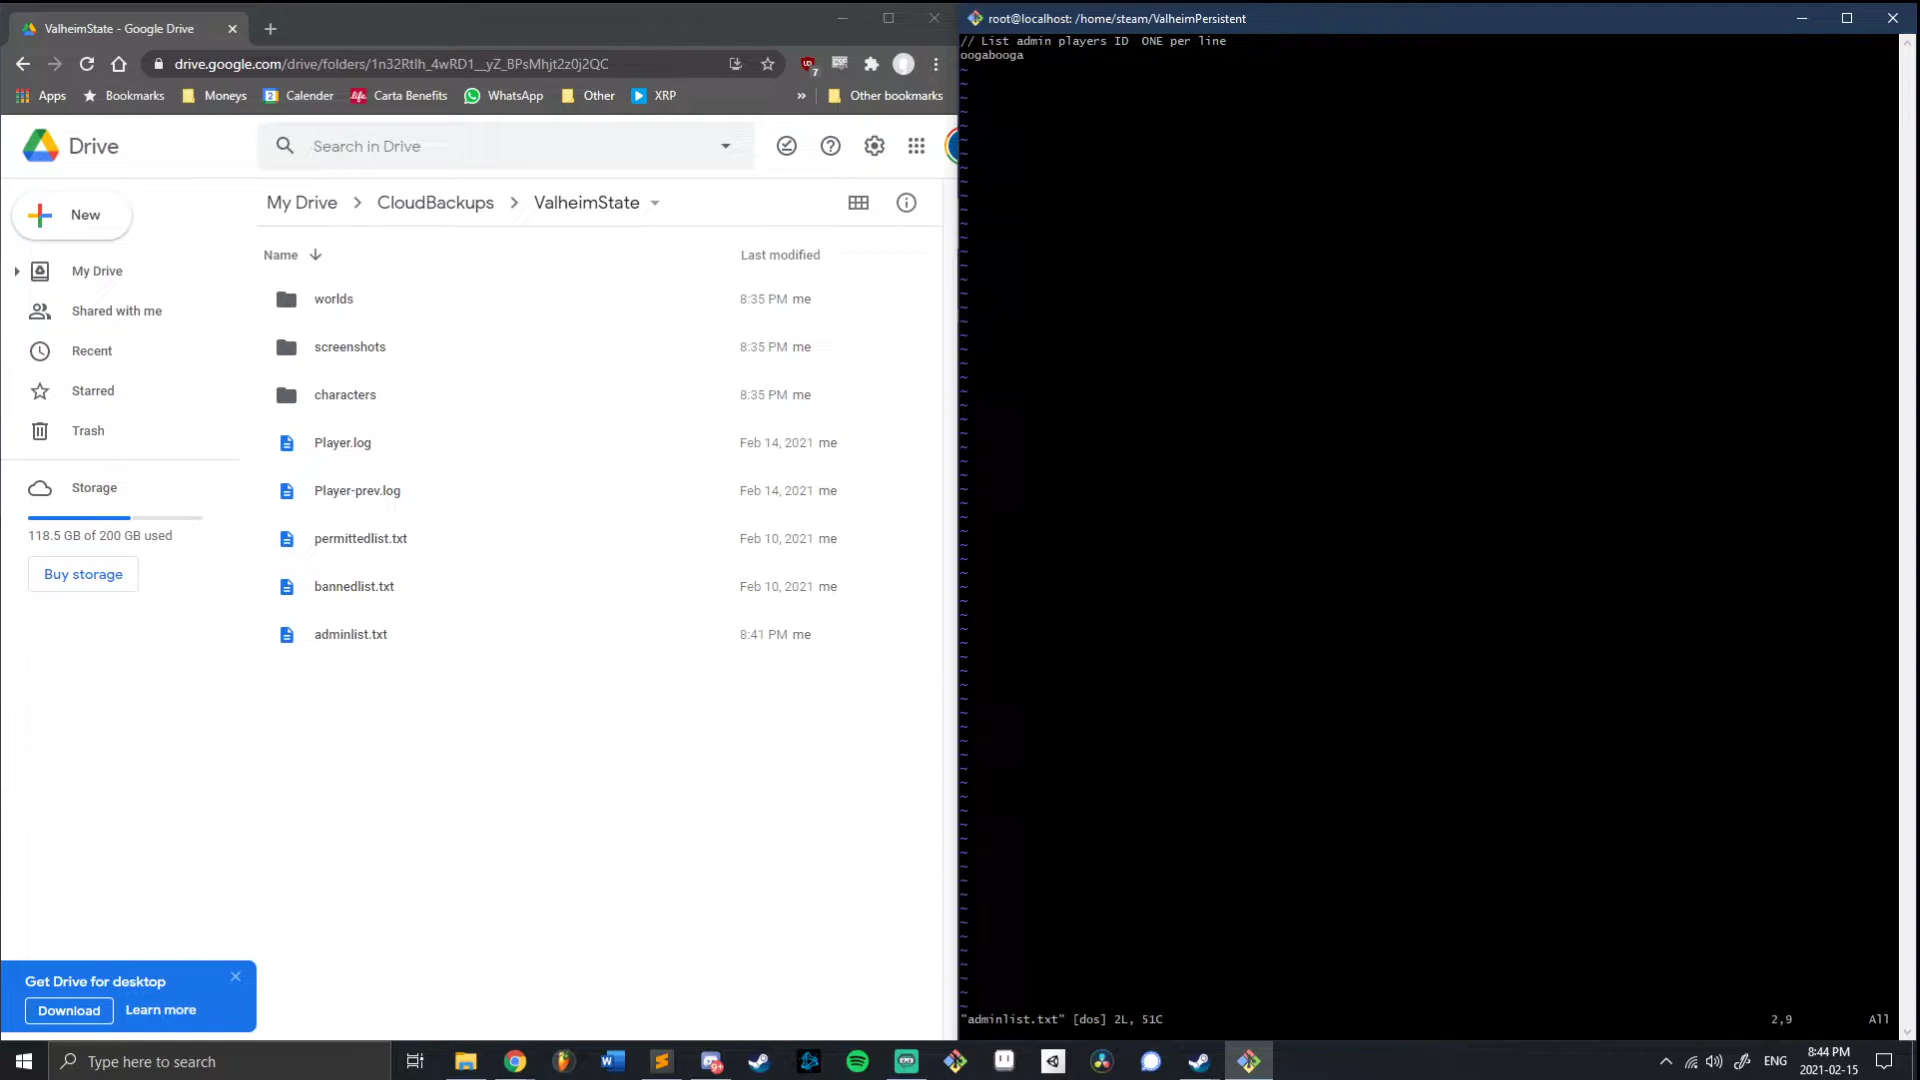 ValheimState - Google Drive
drive.google.com/drive/folders/1n32Rtlh_4wRD1__yZ_BPsMhjt2z0j2QC
7
Apps
Bookmarks
Moneys
Calender
Carta Benefits
WhatsApp
Other
XRP
»
Other bookmarks
Drive
Search in Drive
New
My Drive
Shared with me
Recent
Starred
Trash
Storage
118.5 GB of 200 GB used
Buy storage
My Drive > CloudBackups > ValheimState
Name Last modified
worlds 8:35 PM me
screenshots 8:35 PM me
characters 8:35 PM me
Player.log Feb 14, 2021 me
Player-prev.log Feb 14, 2021 me
permittedlist.txt Feb 10, 2021 me
bannedlist.txt Feb 10, 2021 me
adminlist.txt 8:41 PM me
Get Drive for desktop
Download Learn more
root@localhost: /home/steam/ValheimPersistent
// List admin players ID  ONE per line
oogabooga
"adminlist.txt" [dos] 2L, 51C 2,9 All
Type here to search
ENG
8:44 PM
2021-02-15